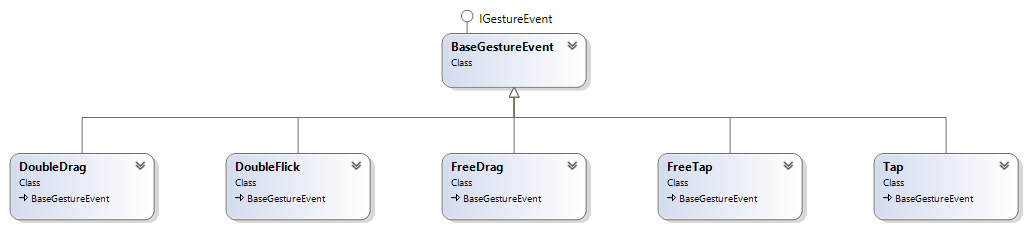 IGestureEvent
BaseGestureEvent
Class
DoubleDrag
Class
BaseGestureEvent
DoubleFlick
Class
BaseGestureEvent
FreeDrag
Class
BaseGestureEvent
FreeTap
Class
BaseGestureEvent
Tap
Class
BaseGestureEvent